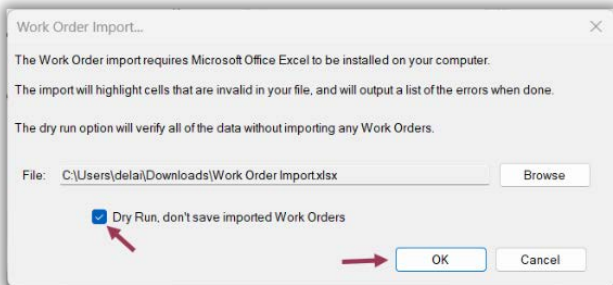 Work Order Import...
The Work Order import requires Microsoft Office Excel to be installed on your computer.
The import will highlight cells that are invalid in your file, and will output a list of the errors when done.
The dry run option will verify all of the data without importing any Work Orders.
File: C:\Users\delai\Downloads\Work Order Import.xlsx Browse
Dry Run, don't save imported Work Orders
OK Cancel